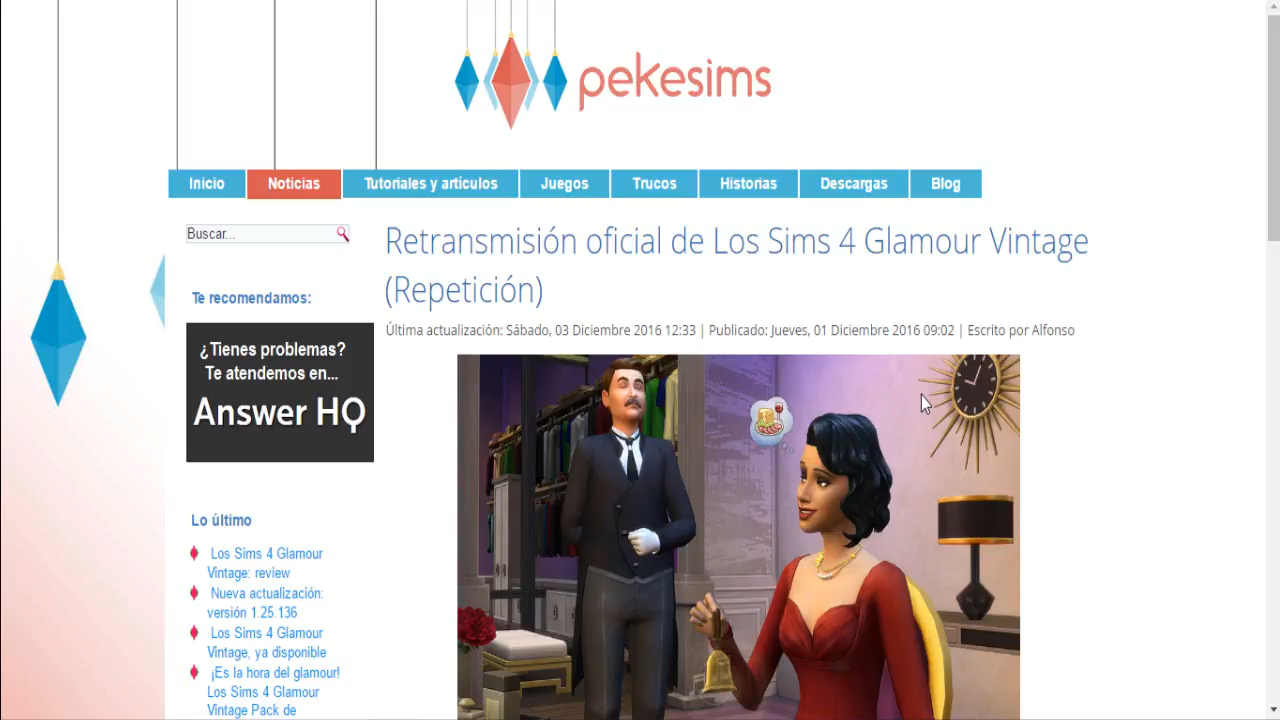 pekesims
Inicio
Noticias
Tutoriales y artículos
Juegos
Trucos
Historias
Descargas
Blog
Buscar...
Te recomendamos:
¿Tienes problemas?
Te atendemos en...
Answer HQ
Lo último
Los Sims 4 Glamour
Vintage: review
Nueva actualización:
versión 1.25.136
Los Sims 4 Glamour
Vintage, ya disponible
¡Es la hora del glamour!
Los Sims 4 Glamour
Vintage Pack de
Retransmisión oficial de Los Sims 4 Glamour Vintage
(Repetición)
Última actualización: Sábado, 03 Diciembre 2016 12:33 | Publicado: Jueves, 01 Diciembre 2016 09:02 | Escrito por Alfonso